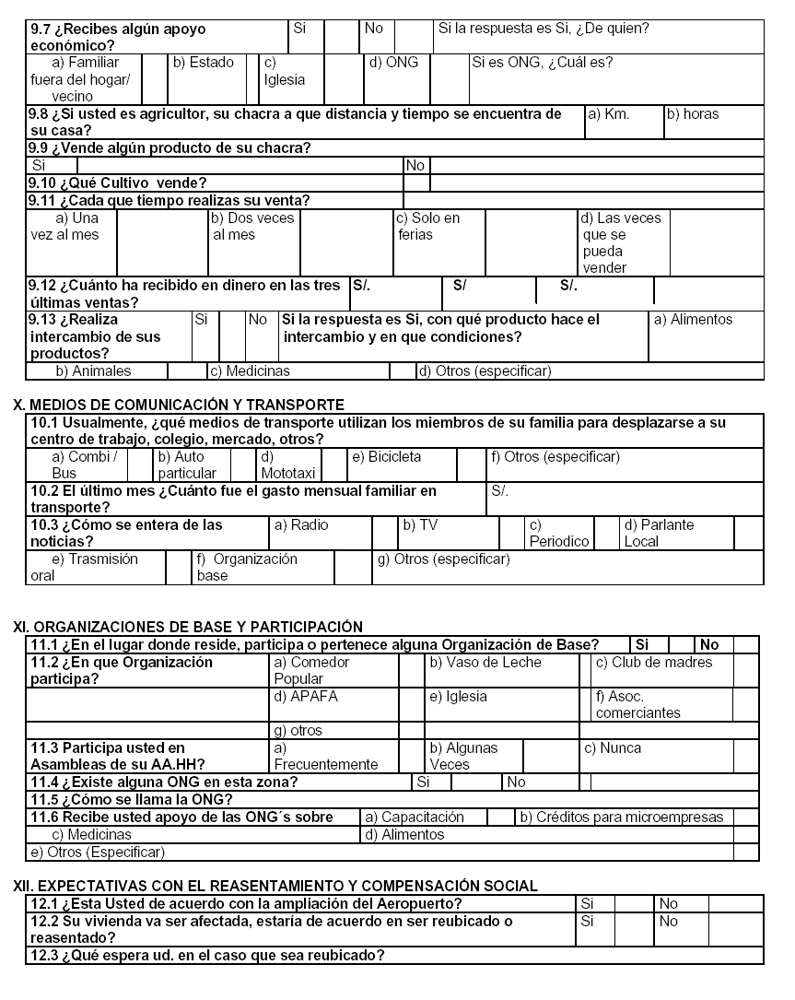 9.7 ¿Recibes algún apoyo económico? Si No Si la respuesta es Si, ¿De quien?
a) Familiar fuera del hogar/ vecino b) Estado c) Iglesia d) ONG Si es ONG, ¿Cuál es?
9.8 ¿Si usted es agricultor, su chacra a que distancia y tiempo se encuentra de su casa? a) Km. b) horas
9.9 ¿Vende algún producto de su chacra?
Si No
9.10 ¿Qué Cultivo vende?
9.11 ¿Cada que tiempo realizas su venta?
a) Una vez al mes b) Dos veces al mes c) Solo en ferias d) Las veces que se pueda vender
9.12 ¿Cuánto ha recibido en dinero en las tres últimas ventas? S/. S/ S/.
9.13 ¿Realiza intercambio de sus productos? Si No Si la respuesta es Si, con qué producto hace el intercambio y en que condiciones? a) Alimentos
b) Animales c) Medicinas d) Otros (especificar)
X. MEDIOS DE COMUNICACIÓN Y TRANSPORTE
10.1 Usualmente, ¿qué medios de transporte utilizan los miembros de su familia para desplazarse a su
centro de trabajo, colegio, mercado, otros?
a) Combi / Bus b) Auto particular d) Mototaxi e) Bicicleta f) Otros (especificar)
10.2 El último mes ¿Cuánto fue el gasto mensual familiar en transporte? S/.
10.3 ¿Cómo se entera de las noticias? a) Radio b) TV c) Periodico d) Parlante Local
e) Trasmisión oral f) Organización base g) Otros (especificar)
XI. ORGANIZACIONES DE BASE Y PARTICIPACIÓN
11.1 ¿En el lugar donde reside, participa o pertenece alguna Organización de Base? Si No
11.2 ¿En que Organización participa? a) Comedor Popular b) Vaso de Leche c) Club de madres
d) APAFA e) Iglesia f) Asoc. comerciantes
g) otros
11.3 Participa usted en Asambleas de su AA.HH? a) Frecuentemente b) Algunas Veces c) Nunca
11.4 ¿Existe alguna ONG en esta zona? Si No
11.5 ¿Cómo se llama la ONG?
11.6 Recibe usted apoyo de las ONG´s sobre a) Capacitación b) Créditos para microempresas
c) Medicinas d) Alimentos
e) Otros (Especificar)
XII. EXPECTATIVAS CON EL REASENTAMIENTO Y COMPENSACIÓN SOCIAL
12.1 ¿Esta Usted de acuerdo con la ampliación del Aeropuerto? Si No
12.2 Su vivienda va ser afectada, estaría de acuerdo en ser reubicado o reasentado? Si No
12.3 ¿Qué espera ud. en el caso que sea reubicado?